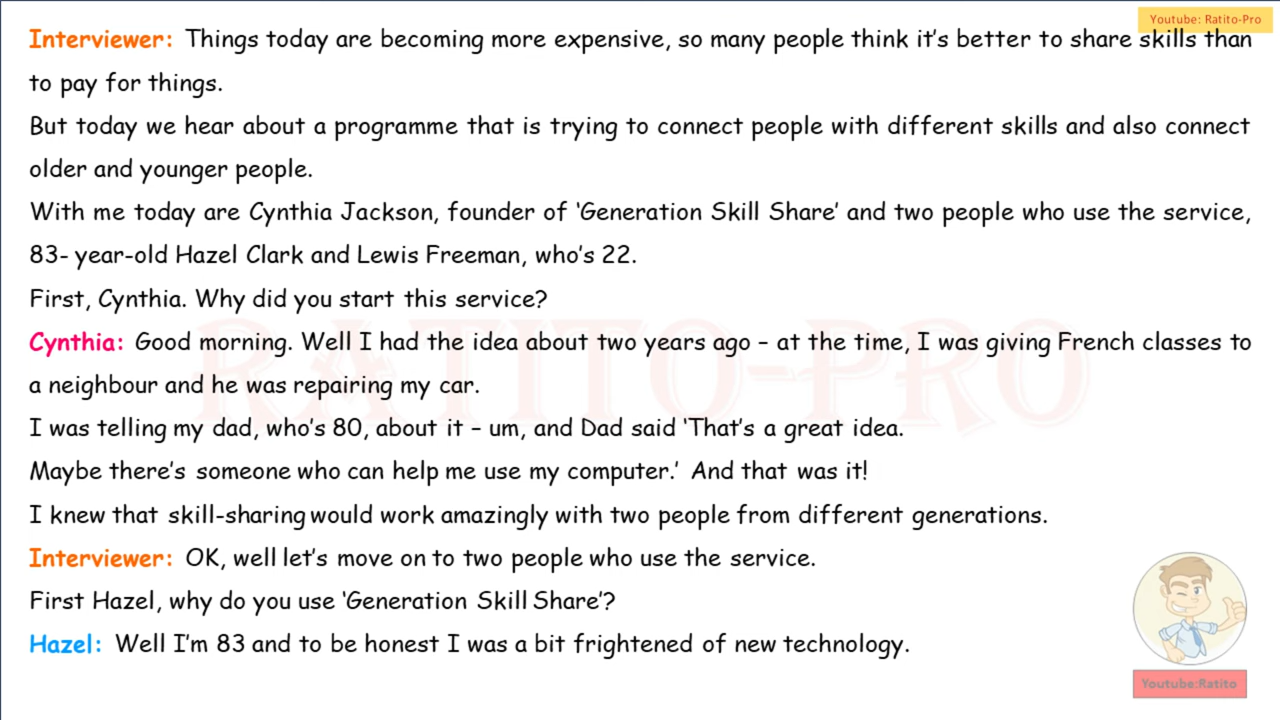 Youtube: Ratito-Pro
Interviewer: Things today are becoming more expensive, so many people think it's better to share skills than
to pay for things.
But today we hear about a programme that is trying to connect people with different skills and also connect
older and younger people.
With me today are Cynthia Jackson, founder of 'Generation Skill Share' and two people who use the service,
83- year-old Hazel Clark and Lewis Freeman, who's 22.
First, Cynthia. Why did you start this service?
Cynthia: Good morning. Well I had the idea about two years ago – at the time, I was giving French classes to
a neighbour and he was repairing my car.
I was telling my dad, who's 80, about it – um, and Dad said 'That's a great idea.
Maybe there's someone who can help me use my computer.' And that was it!
I knew that skill-sharing would work amazingly with two people from different generations.
Interviewer: OK, well let's move on to two people who use the service.
First Hazel, why do you use 'Generation Skill Share'?
Hazel: Well I'm 83 and to be honest I was a bit frightened of new technology.
RATITO-PRO
Youtube:Ratito